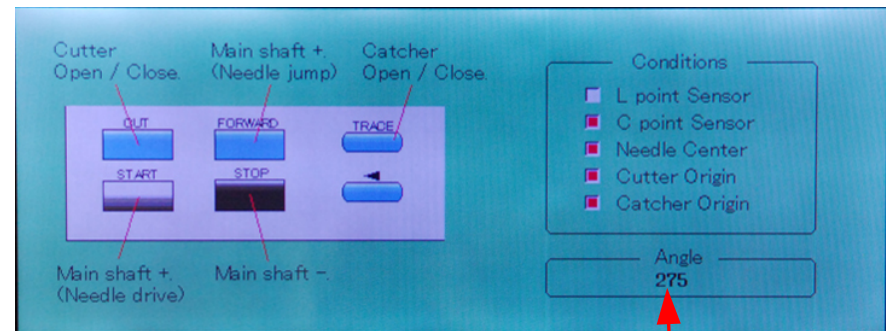 Cutter
Open / Close.
Main shaft +.
(Needle jump)
Catcher
Open / Close.
CUT
FORWARD
TRADE
START
STOP
Main shaft +.
(Needle drive)
Main shaft -.
Conditions
L point Sensor
C point Sensor
Needle Center
Cutter Origin
Catcher Origin
Angle
275